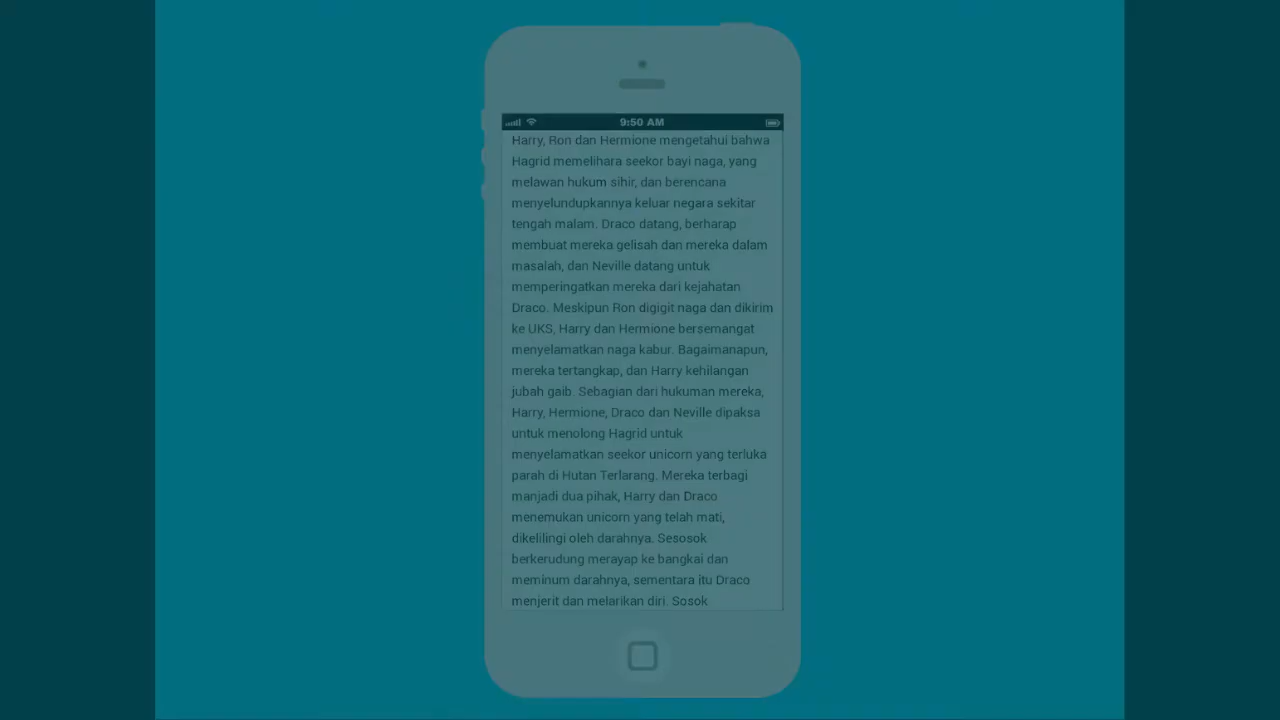 9:50 AM
Harry, Ron dan Hermione mengetahui bahwa
Hagrid memelihara seekor bayi naga, yang
melawan hukum sihir, dan berencana
menyelundupkannya keluar negara sekitar
tengah malam. Draco datang, berharap
membuat mereka gelisah dan mereka dalam
masalah, dan Neville datang untuk
memperingatkan mereka dari kejahatan
Draco. Meskipun Ron digigit naga dan dikirim
ke UKS, Harry dan Hermione bersemangat
menyelamatkan naga kabur. Bagaimanapun,
mereka tertangkap, dan Harry kehilangan
jubah gaib. Sebagian dari hukuman mereka,
Harry, Hermione, Draco dan Neville dipaksa
untuk menolong Hagrid untuk
menyelamatkan seekor unicorn yang terluka
parah di Hutan Terlarang. Mereka terbagi
manjadi dua pihak, Harry dan Draco
menemukan unicorn yang telah mati,
dikelilingi oleh darahnya. Sesosok
berkerudung merayap ke bangkai dan
meminum darahnya, sementara itu Draco
menjerit dan melarikan diri. Sosok